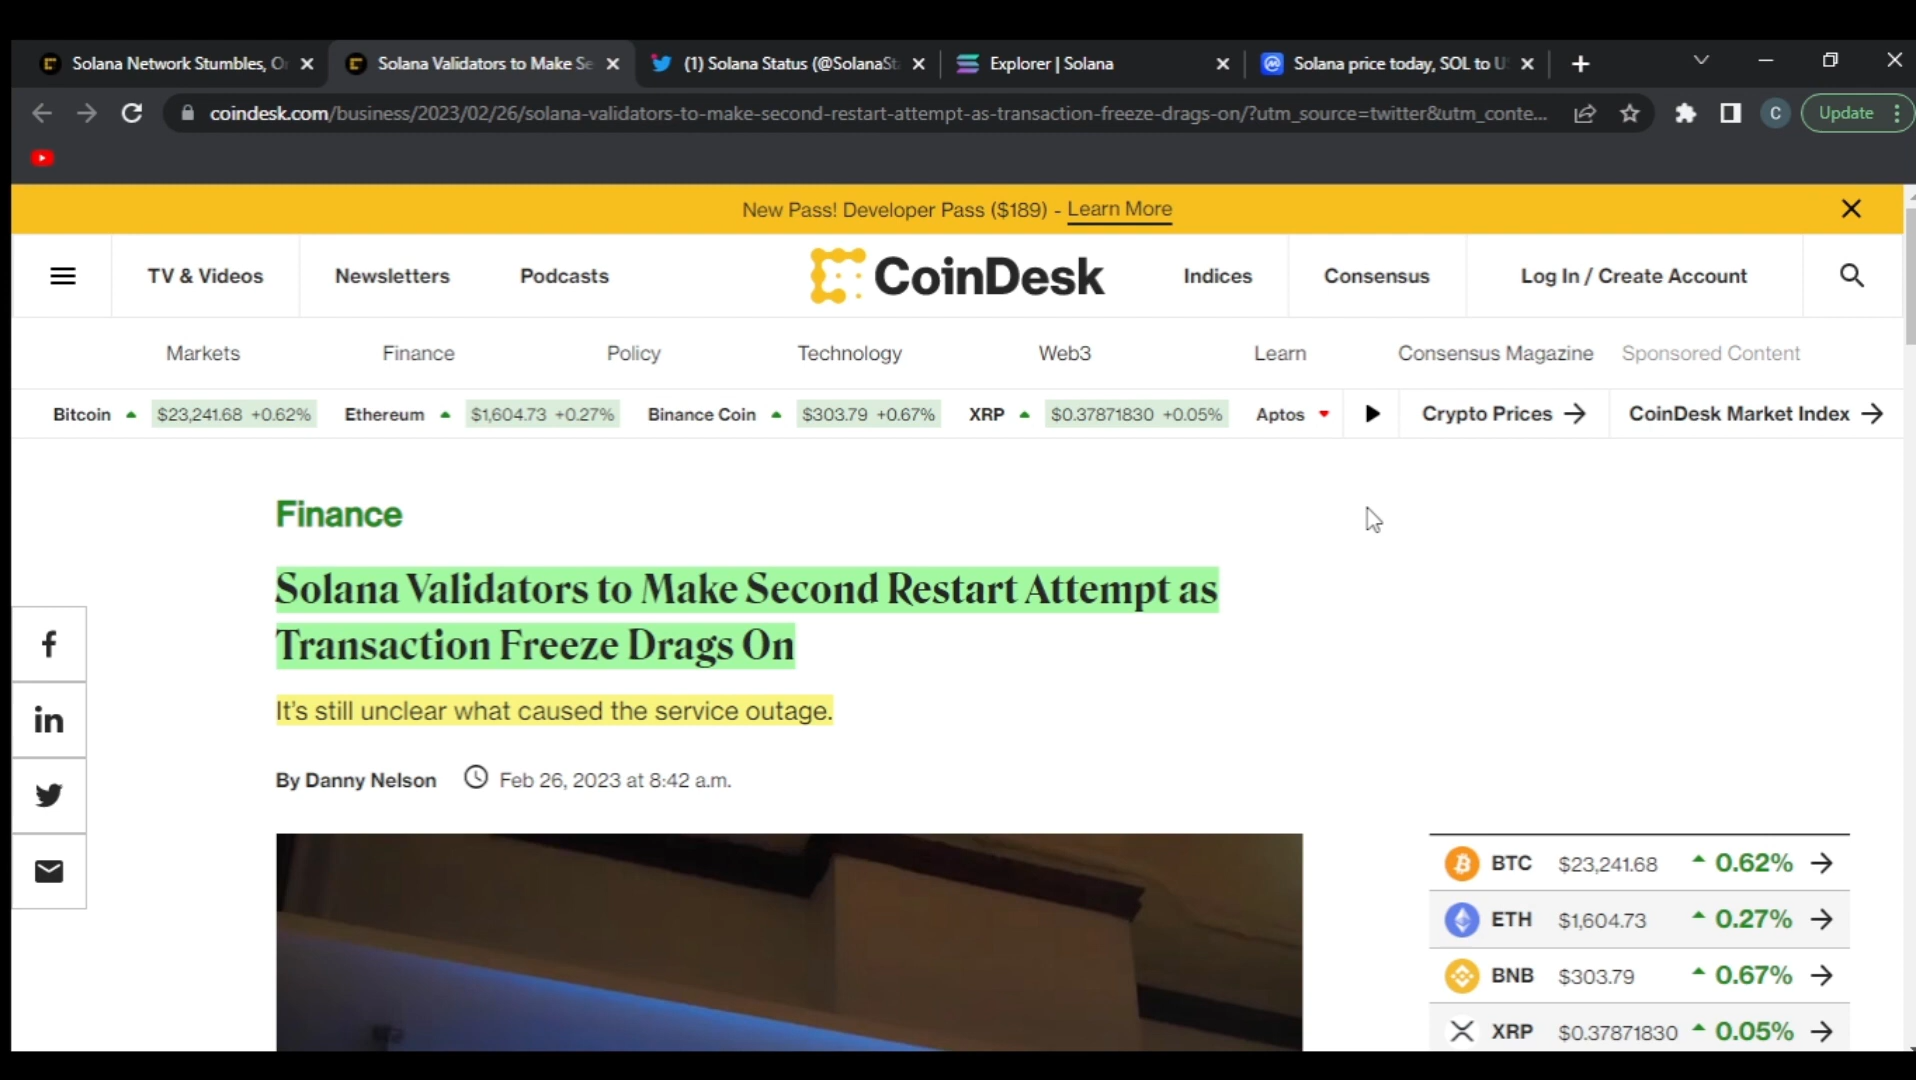 Solana Network Stumbles, O
Solana Validators to Make Se
(1) Solana Status (@SolanaSt
Explorer | Solana
Solana price today, SOL to U
coindesk.com/business/2023/02/26/solana-validators-to-make-second-restart-attempt-as-transaction-freeze-drags-on/?utm_source=twitter&utm_conte...
C
Update
New Pass! Developer Pass ($189) - Learn More
TV & Videos
Newsletters
Podcasts
CoinDesk
Indices
Consensus
Log In / Create Account
Markets
Finance
Policy
Technology
Web3
Learn
Consensus Magazine
Sponsored Content
Bitcoin $23,241.68 +0.62%
Ethereum $1,604.73 +0.27%
Binance Coin $303.79 +0.67%
XRP $0.37871830 +0.05%
Aptos
Crypto Prices
CoinDesk Market Index
Finance
Solana Validators to Make Second Restart Attempt as
Transaction Freeze Drags On
It's still unclear what caused the service outage.
By Danny Nelson Feb 26, 2023 at 8:42 a.m.
BTC $23,241.68 0.62%
ETH $1,604.73 0.27%
BNB $303.79 0.67%
XRP $0.37871830 0.05%